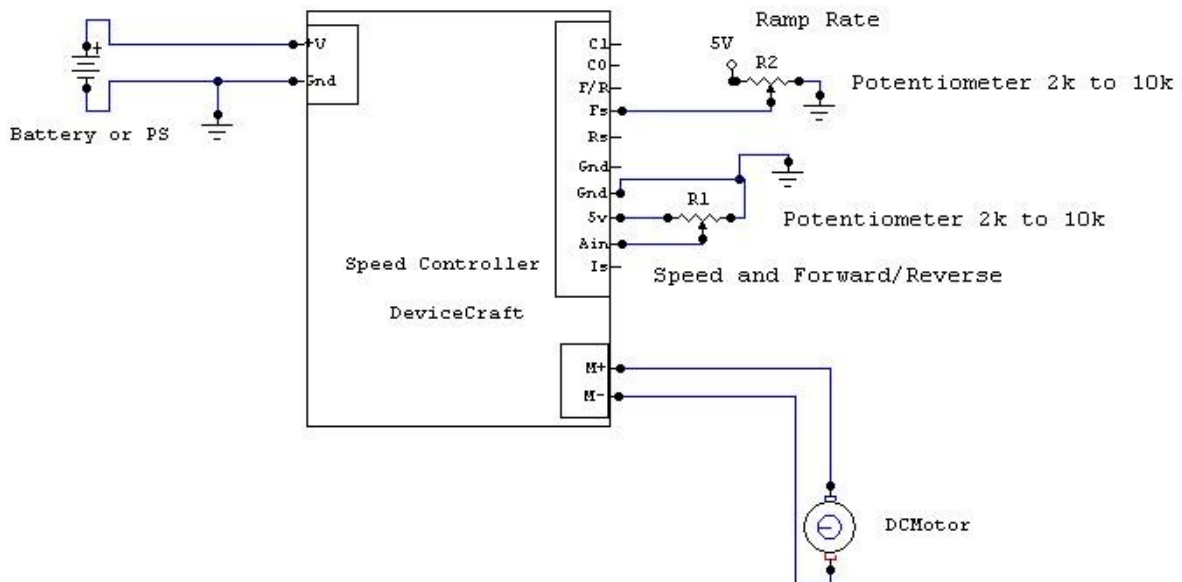 Ramp Rate
+
+V
C1
5V
C0
R2
Gnd
F/R
Potentiometer 2k to 10k
Fs
Battery or PS
Rs
Gnd
Gnd
R1
5v
Potentiometer 2k to 10k
Ain
Speed Controller
Is
Speed and Forward/Reverse
DeviceCraft
M+
M-
DCMotor